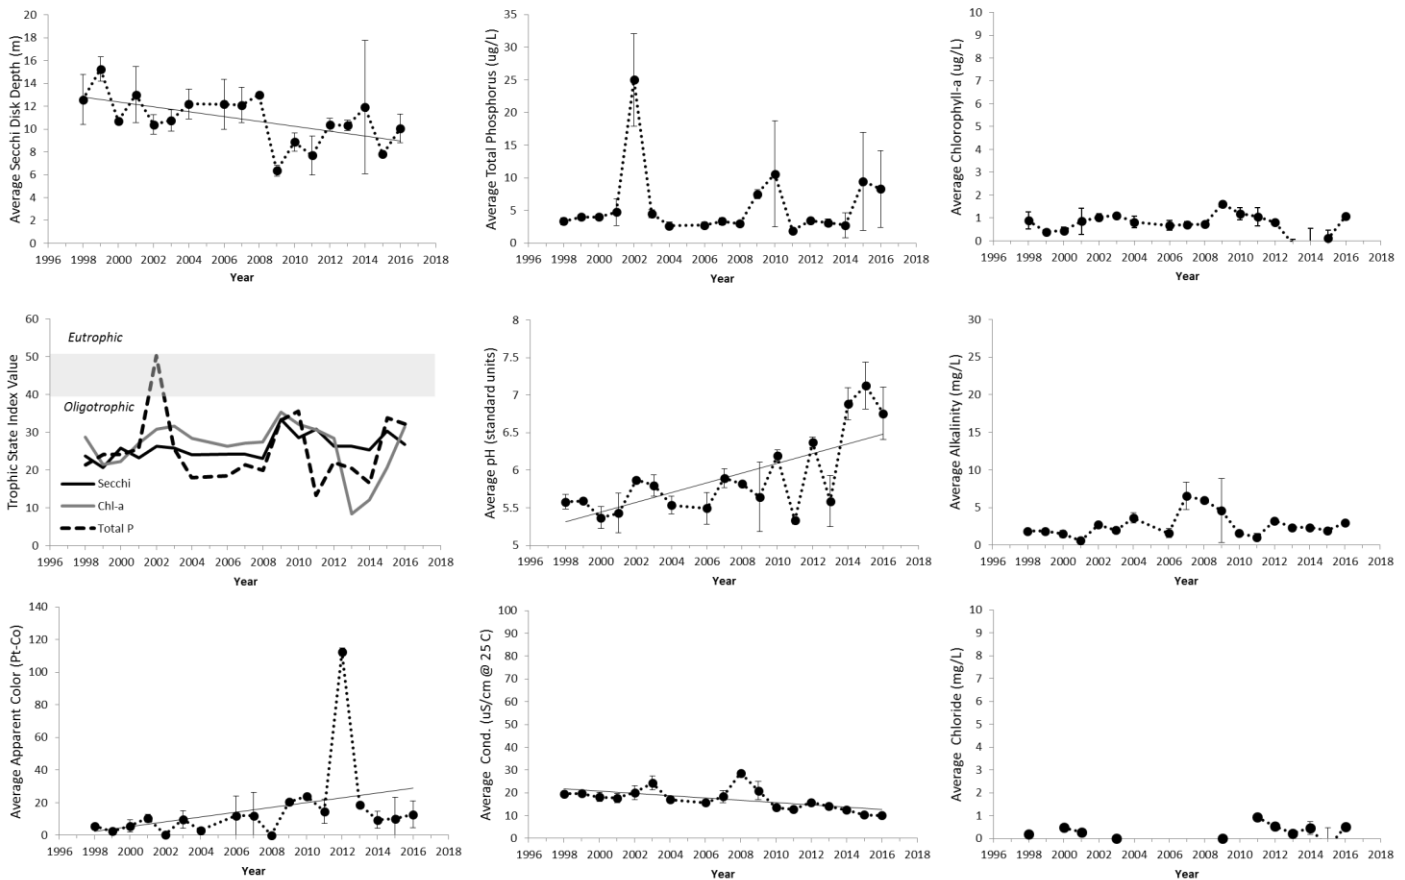 Average Secchi Disk Depth (m)
20
18
16
14
12
10
8
6
4
2
0
1996 1998 2000 2002 2004 2006 2008 2010 2012 2014 2016 2018
Year
Average Total Phosphorus (ug/L)
35
30
25
20
15
10
5
0
1996 1998 2000 2002 2004 2006 2008 2010 2012 2014 2016 2018
Year
Average Chlorophyll-a (ug/L)
10
9
8
7
6
5
4
3
2
1
0
1996 1998 2000 2002 2004 2006 2008 2010 2012 2014 2016 2018
Year
Trophic State Index Value
60
50
40
30
20
10
0
Eutrophic
Oligotrophic
Secchi
Chl-a
Total P
1996 1998 2000 2002 2004 2006 2008 2010 2012 2014 2016 2018
Year
Average pH (standard units)
8
7.5
7
6.5
6
5.5
5
1996 1998 2000 2002 2004 2006 2008 2010 2012 2014 2016 2018
Year
Average Alkalinity (mg/L)
30
25
20
15
10
5
0
1996 1998 2000 2002 2004 2006 2008 2010 2012 2014 2016 2018
Year
Average Apparent Color (Pt-Co)
140
120
100
80
60
40
20
0
1996 1998 2000 2002 2004 2006 2008 2010 2012 2014 2016 2018
Year
Average Cond. (uS/cm @ 25 C)
100
90
80
70
60
50
40
30
20
10
0
1996 1998 2000 2002 2004 2006 2008 2010 2012 2014 2016 2018
Year
Average Chloride (mg/L)
10
9
8
7
6
5
4
3
2
1
0
1996 1998 2000 2002 2004 2006 2008 2010 2012 2014 2016 2018
Year